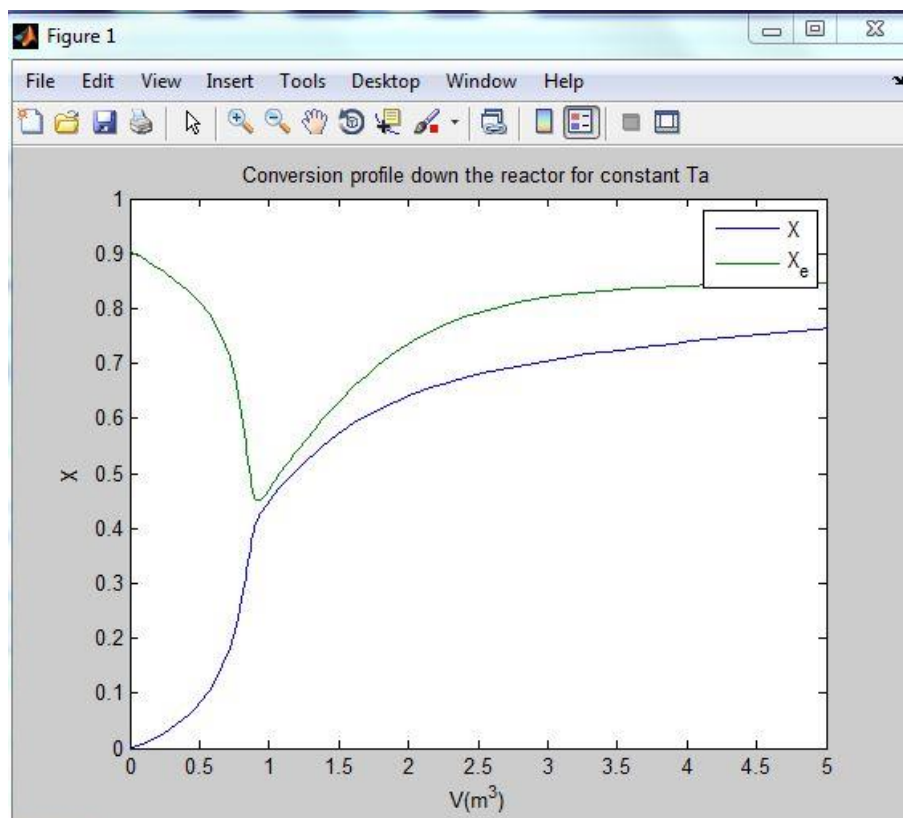 Figure 1
File Edit View Insert Tools Desktop Window Help
Conversion profile down the reactor for constant Ta
1
0.9
0.8
0.7
0.6
0.5
0.4
0.3
0.2
0.1
0
X
X
Xₑ
0 0.5 1 1.5 2 2.5 3 3.5 4 4.5 5
V(m³)